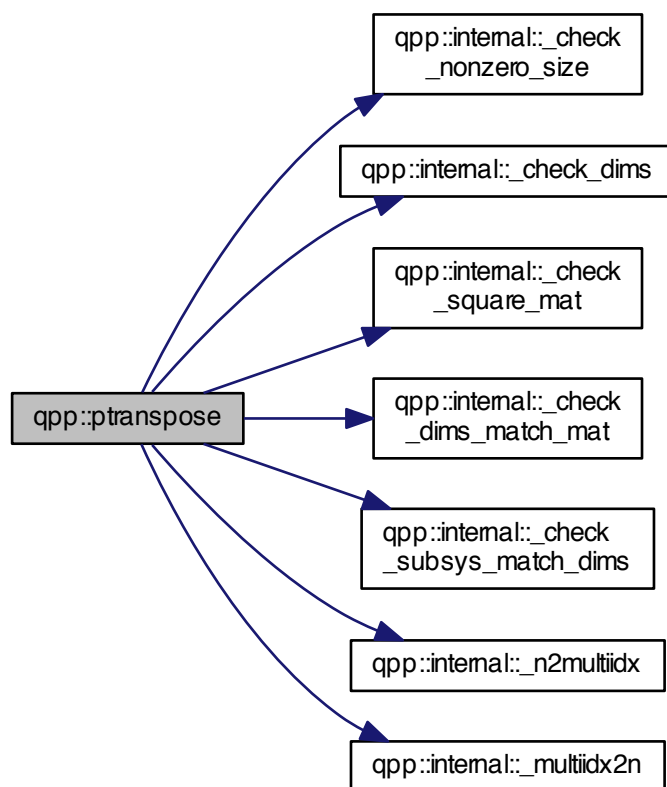 qpp::internal::_check
_nonzero_size
qpp::internal::_check_dims
qpp::internal::_check
_square_mat
qpp::ptranspose
qpp::internal::_check
_dims_match_mat
qpp::internal::_check
_subsys_match_dims
qpp::internal::_n2multiidx
qpp::internal::_multiidx2n